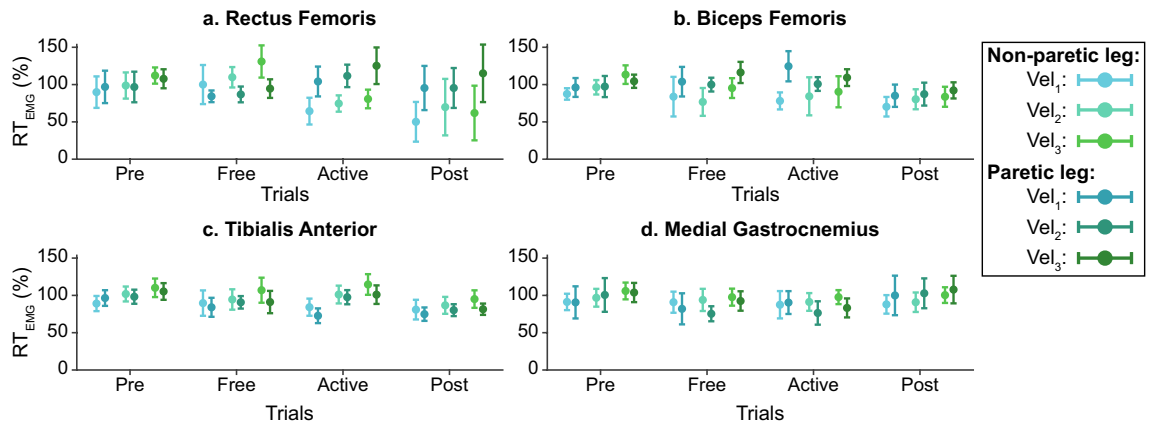 a. Rectus Femoris
RT_EMG (%)
150
100
50
0
Pre Free Active Post
Trials
b. Biceps Femoris
150
100
50
0
Pre Free Active Post
Trials
Non-paretic leg:
Vel₁:
Vel₂:
Vel₃:
Paretic leg:
Vel₁:
Vel₂:
Vel₃:
c. Tibialis Anterior
RT_EMG (%)
150
100
50
0
Pre Free Active Post
Trials
d. Medial Gastrocnemius
150
100
50
0
Pre Free Active Post
Trials